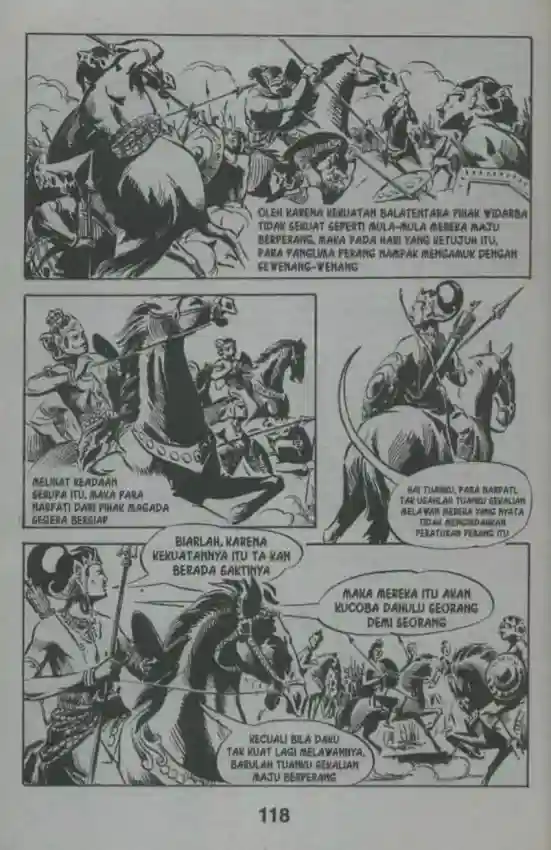 OLEH KARENA KEKUATAN BALATENTARA PIHAK WIDARBA
TIDAK SEKUAT SEPERTI MULA-MULA MEREKA MAJU
BERPERANG, MAKA PADA HARI YANG KETUJUH ITU,
PARA PANGLIMA PERANG NAMPAK MENGAMUK DENGAN
SEWENANG-WENANG
MELIHAT KEADAAN
SERUPA ITU, MAKA PARA
NARPATI DARI PIHAK MAGADA
SEGERA BERSIAP
HAI TUANKU, PARA NARPATI,
TAK USAHLAH TUANKU SEKALIAN
MELAWAN MEREKA YANG NYATA
TIDAK MENGINDAHKAN
PERATURAN PERANG ITU
BIARLAH, KARENA
KEKUATANNYA ITU TA KAN
BERADA SAKTINYA
MAKA MEREKA ITU AKAN
KUCOBA DAHULU SEORANG
DEMI SEORANG
KECUALI BILA DAKU
TAK KUAT LAGI MELAWANNYA,
BARULAH TUANKU SEKALIAN
MAJU BERPERANG
118